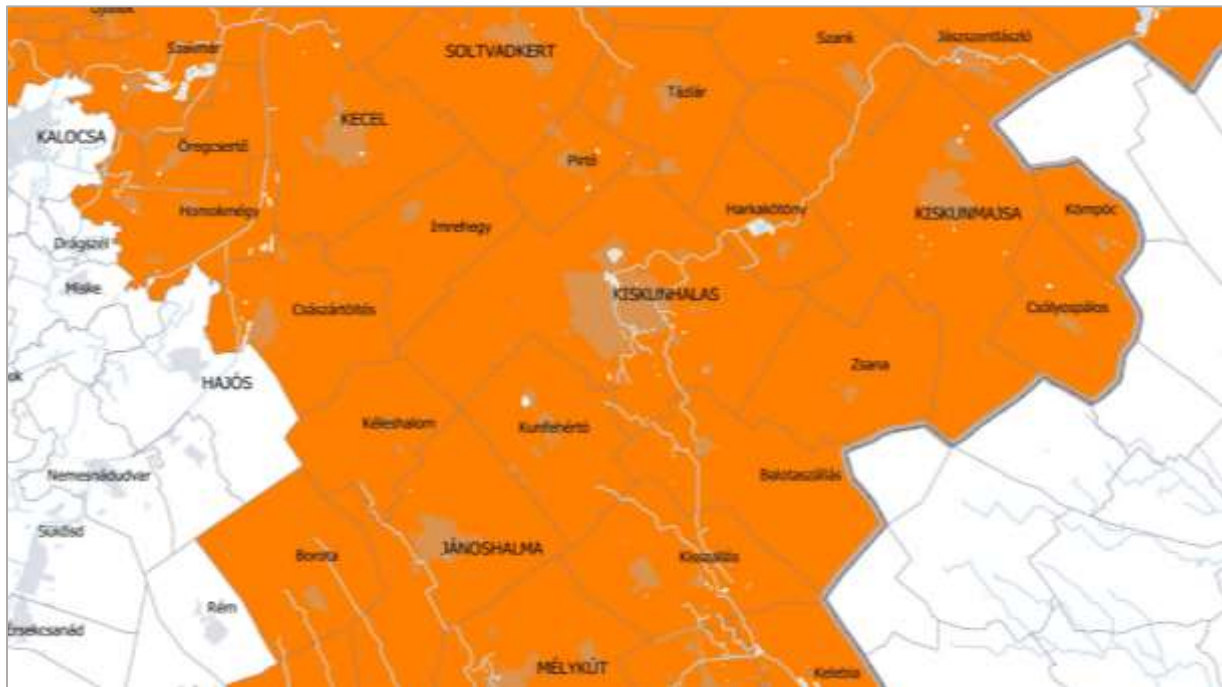 Szakmár
SOLTVADKERT
Szank
Jászszentlászló
Tázlár
KECEL
KALOCSA
Öregcsertő
Pirtó
Homokmégy
Imrehegy
Harkakötöny
KISKUNMAJSA
Kömpöc
Drágszél
Miske
Császártöltés
KISKUNHALAS
Csólyospálos
Zsana
HAJÓS
Kéleshalom
Kunfehértó
Nemesnádudvar
Balotaszállás
Sükösd
Borota
JÁNOSHALMA
Kisszállás
Rém
Érsekcsanád
MÉLYKÚT
Kelebia